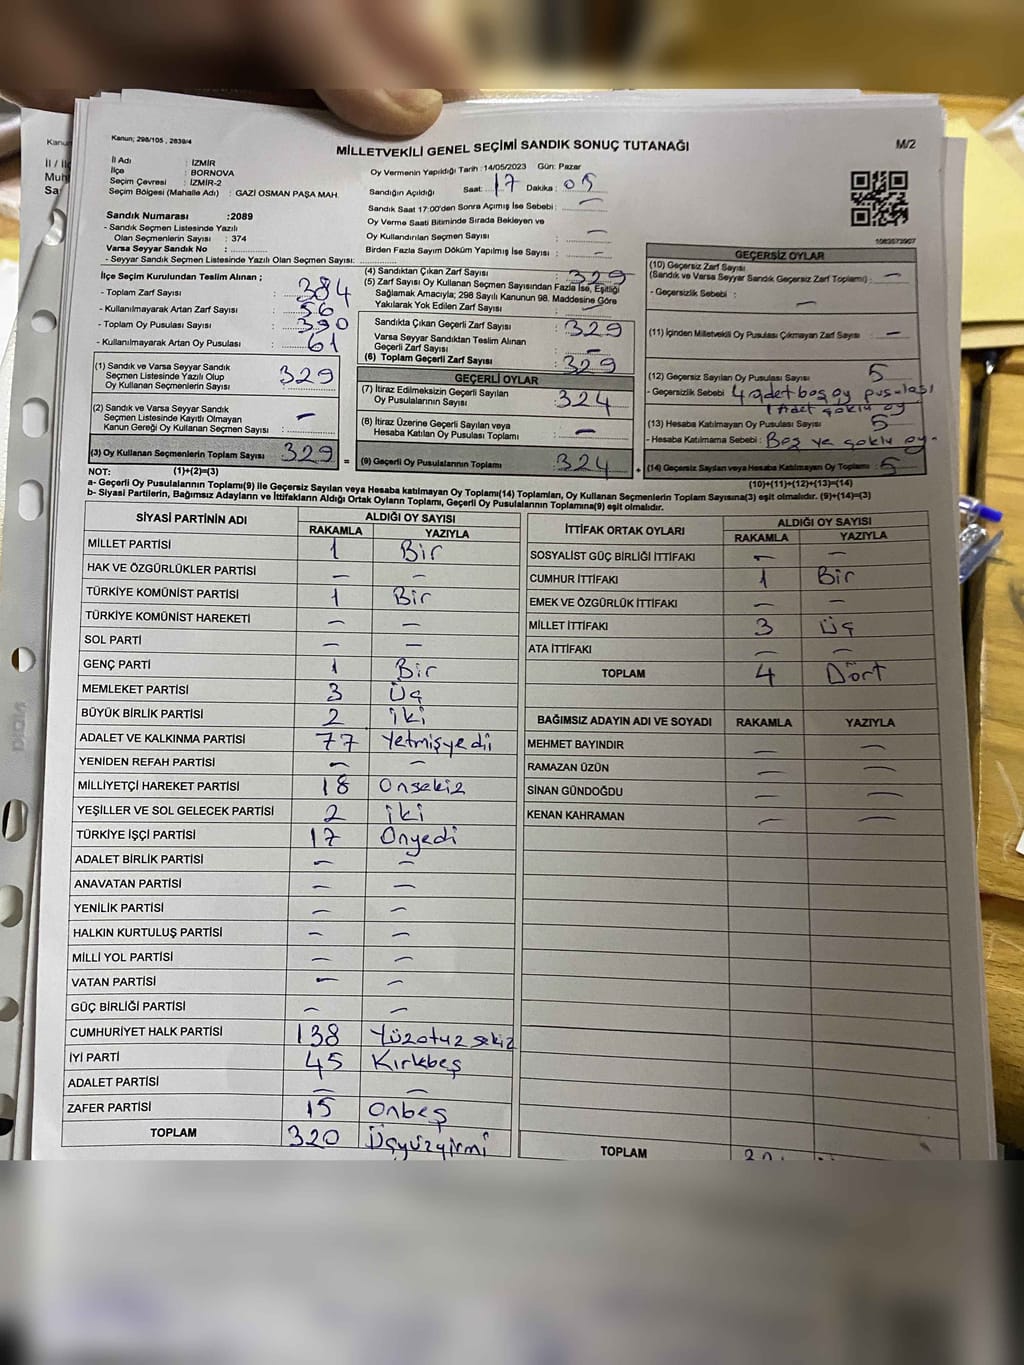 Kanun; 298/105 , 2839/4
MİLLETVEKİLİ GENEL SEÇİMİ SANDIK SONUÇ TUTANAĞI
M/2
İl Adı : İZMİR
İlçe : BORNOVA
Seçim Çevresi : İZMİR-2
Seçim Bölgesi (Mahalle Adı) : GAZİ OSMAN PAŞA MAH.
Sandık Numarası :2089
- Sandık Seçmen Listesinde Yazılı
Olan Seçmenlerin Sayısı : 374
Varsa Seyyar Sandık No :
- Seyyar Sandık Seçmen Listesinde Yazılı Olan Seçmen Sayısı:
Oy Vermenin Yapıldığı Tarih : 14/05/2023 Gün: Pazar
Sandığın Açıldığı Saat: 17 Dakika : 05
Sandık Saat 17:00'den Sonra Açımış İse Sebebi : –
Oy Verme Saati Bitiminde Sırada Bekleyen ve
Oy Kullandırılan Seçmen Sayısı : –
Birden Fazla Sayım Döküm Yapılmış İse Sayısı : –
1083573907
İlçe Seçim Kurulundan Teslim Alınan ;
- Toplam Zarf Sayısı : 384
- Kullanılmayarak Artan Zarf Sayısı : 56
- Toplam Oy Pusulası Sayısı : 390
- Kullanılmayarak Artan Oy Pusulası : 61
(1) Sandık ve Varsa Seyyar Sandık
Seçmen Listesinde Yazılı Olup
Oy Kullanan Seçmenlerin Sayısı : 329
(2) Sandık ve Varsa Seyyar Sandık
Seçmen Listesinde Kayıtlı Olmayan
Kanun Gereği Oy Kullanan Seçmen Sayısı : –
(3) Oy Kullanan Seçmenlerin Toplam Sayısı 329 =
(4) Sandıktan Çıkan Zarf Sayısı : 329
(5) Zarf Sayısı Oy Kullanan Seçmen Sayısından Fazla İse, Eşitliği
Sağlamak Amacıyla; 298 Sayılı Kanunun 98. Maddesine Göre
Yakılarak Yok Edilen Zarf Sayısı : –
Sandıkta Çıkan Geçerli Zarf Sayısı : 329
Varsa Seyyar Sandıktan Teslim Alınan
Geçerli Zarf Sayısı : –
(6) Toplam Geçerli Zarf Sayısı : 329
GEÇERLİ OYLAR
(7) İtiraz Edilmeksizin Geçerli Sayılan
Oy Pusulalarının Sayısı : 324
(8) İtiraz Üzerine Geçerli Sayılan veya
Hesaba Katılan Oy Pusulası Toplamı : –
(9) Geçerli Oy Pusulalarının Toplamı : 324 +
GEÇERSİZ OYLAR
(10) Geçersiz Zarf Sayısı
(Sandık ve Varsa Seyyar Sandık Geçersiz Zarf Toplamı) : –
- Geçersizlik Sebebi : –
(11) İçinden Milletvekili Oy Pusulası Çıkmayan Zarf Sayısı : –
(12) Geçersiz Sayılan Oy Pusulası Sayısı : 5
- Geçersizlik Sebebi 4 adet boş oy pusulası
1 Adet çoklu oy
(13) Hesaba Katılmayan Oy Pusulası Sayısı : 5
- Hesaba Katılmama Sebebi : Boş ve çoklu oy.
(14) Geçersiz Sayılan veya Hesaba Katılmayan Oy Toplamı : 5
NOT: (1)+(2)=(3)
(10)+(11)+(12)+(13)=(14)
a- Geçerli Oy Pusulalarının Toplamı(9) ile Geçersiz Sayılan veya Hesaba katılmayan Oy Toplamı(14) Toplamları, Oy Kullanan Seçmenlerin Toplam Sayısına(3) eşit olmalıdır. (9)+(14)=(3)
b- Siyasi Partilerin, Bağımsız Adayların ve İttifakların Aldığı Ortak Oyların Toplamı, Geçerli Oy Pusulalarının Toplamına(9) eşit olmalıdır.
SİYASİ PARTİNİN ADI ALDIĞI OY SAYISI
RAKAMLA YAZIYLA
MİLLET PARTİSİ 1 Bir
HAK VE ÖZGÜRLÜKLER PARTİSİ – –
TÜRKİYE KOMÜNİST PARTİSİ 1 Bir
TÜRKİYE KOMÜNİST HAREKETİ – –
SOL PARTİ – –
GENÇ PARTİ 1 Bir
MEMLEKET PARTİSİ 3 Üç
BÜYÜK BİRLİK PARTİSİ 2 iki
ADALET VE KALKINMA PARTİSİ 77 Yetmişyedi
YENİDEN REFAH PARTİSİ – –
MİLLİYETÇİ HAREKET PARTİSİ 18 Onsekiz
YEŞİLLER VE SOL GELECEK PARTİSİ 2 iki
TÜRKİYE İŞÇİ PARTİSİ 17 Onyedi
ADALET BİRLİK PARTİSİ – –
ANAVATAN PARTİSİ – –
YENİLİK PARTİSİ – –
HALKIN KURTULUŞ PARTİSİ – –
MİLLİ YOL PARTİSİ – –
VATAN PARTİSİ – –
GÜÇ BİRLİĞİ PARTİSİ – –
CUMHURİYET HALK PARTİSİ 138 Yüzotuz sekiz
İYİ PARTİ 45 Kırkbeş
ADALET PARTİSİ – –
ZAFER PARTİSİ 15 Onbeş
TOPLAM 320 Üçyüzyirmi
İTTİFAK ORTAK OYLARI ALDIĞI OY SAYISI
RAKAMLA YAZIYLA
SOSYALİST GÜÇ BİRLİĞİ İTTİFAKI – –
CUMHUR İTTİFAKI 1 Bir
EMEK VE ÖZGÜRLÜK İTTİFAKI – –
MİLLET İTTİFAKI 3 Üç
ATA İTTİFAKI – –
TOPLAM 4 Dört
BAĞIMSIZ ADAYIN ADI VE SOYADI RAKAMLA YAZIYLA
MEHMET BAYINDIR – –
RAMAZAN ÜZÜN – –
SİNAN GÜNDOĞDU – –
KENAN KAHRAMAN – –
TOPLAM